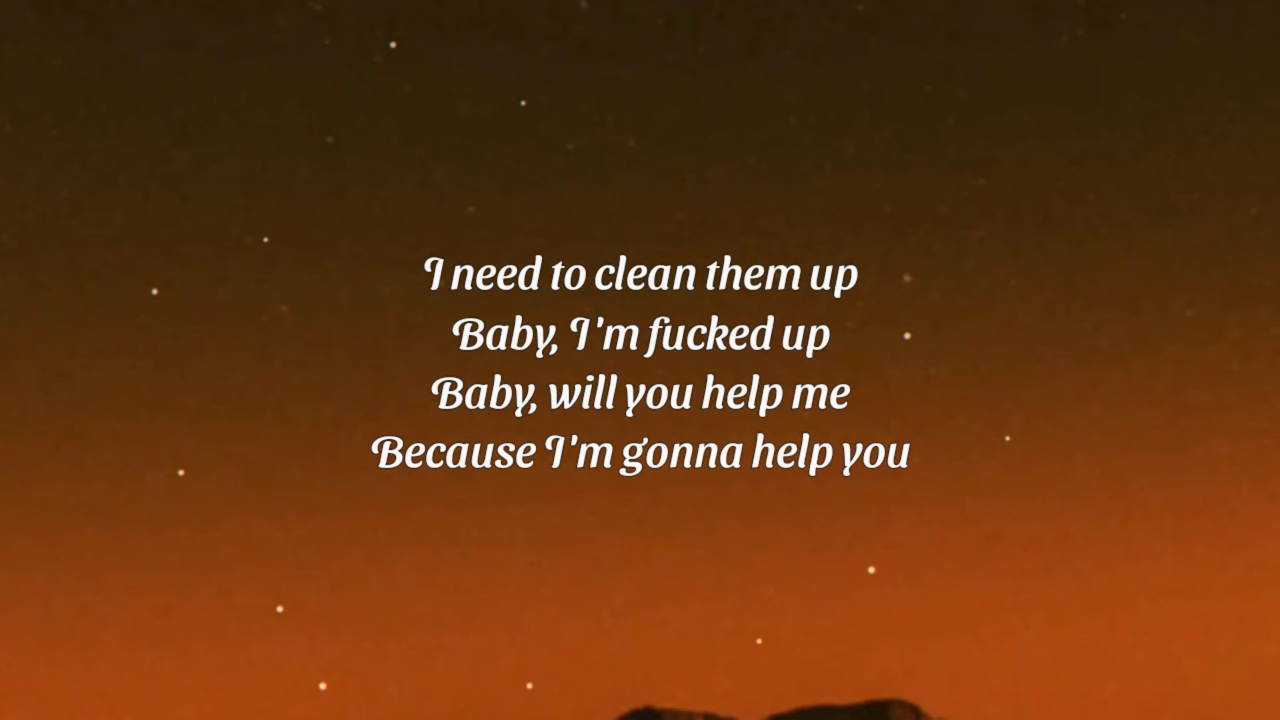 I need to clean them up
Baby, I'm fucked up
Baby, will you help me
Because I'm gonna help you